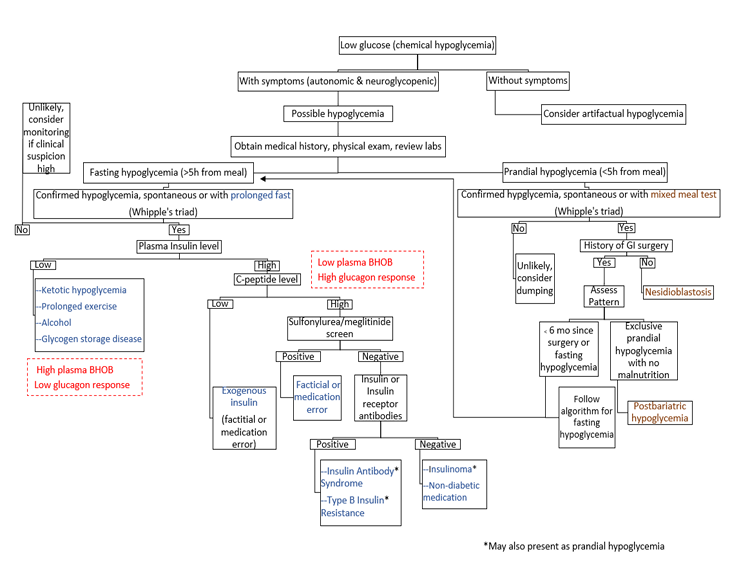 Low glucose (chemical hypoglycemia)
With symptoms (autonomic & neuroglycopenic)
Without symptoms
Possible hypoglycemia
Consider artifactual hypoglycemia
Unlikely,
consider
monitoring
if clinical
suspicion
high
Obtain medical history, physical exam, review labs
Fasting hypoglycemia (>5h from meal)
Prandial hypoglycemia (<5h from meal)
Confirmed hypoglycemia, spontaneous or with prolonged fast
(Whipple's triad)
Confirmed hypglycemia, spontaneous or with mixed meal test
(Whipple's triad)
No
Yes
No
Yes
Plasma Insulin level
History of GI surgery
Low
High
Low plasma BHOB
High glucagon response
Unlikely,
consider
dumping
Yes
No
C-peptide level
--Ketotic hypoglycemia
--Prolonged exercise
--Alcohol
--Glycogen storage disease
Assess
Pattern
Nesidioblastosis
Low
High
Sulfonylurea/meglitinide
screen
< 6 mo since
surgery or
fasting
hypoglycemia
Exclusive
prandial
hypoglycemia
with no
malnutrition
Positive
Negative
High plasma BHOB
Low glucagon response
Exogenous
insulin
(factitial or
medication
error)
Facticial or
medication
error
Insulin or
Insulin
receptor
antibodies
Follow
algorithm for
fasting
hypoglycemia
Postbariatric
hypoglycemia
Positive
Negative
--Insulin Antibody*
Syndrome
--Type B Insulin*
Resistance
--Insulinoma*
--Non-diabetic
medication
*May also present as prandial hypoglycemia